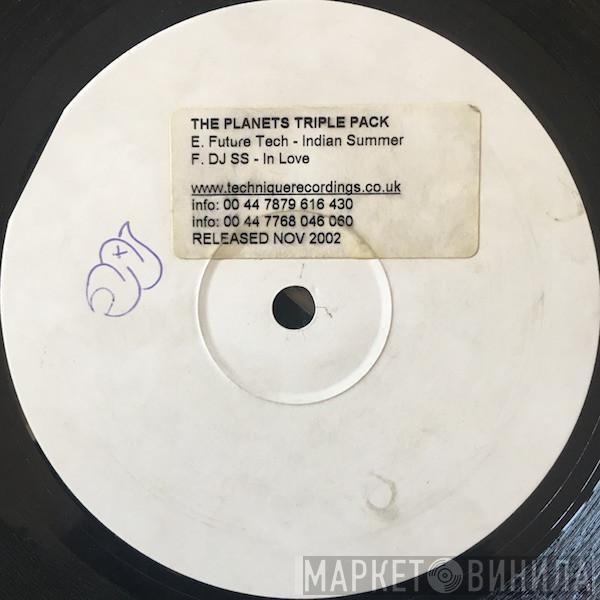 THE PLANETS TRIPLE PACK
E. Future Tech - Indian Summer
F. DJ SS - In Love
www.techniquerecordings.co.uk
info: 00 44 7879 616 430
info: 00 44 7768 046 060
RELEASED NOV 2002
МАРКЕТ ВИНИЛА